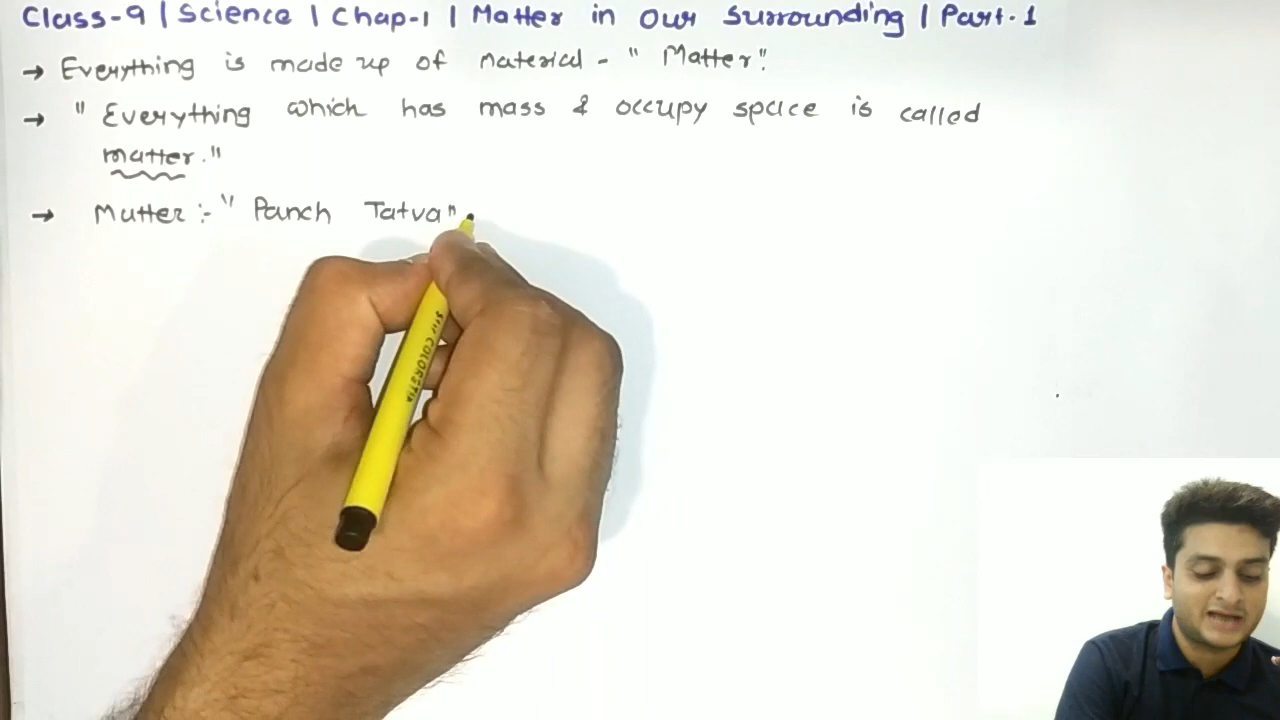 Class-9 | Science | Chap-1 | Matter in our Surrounding | Part-1
→ Everything is made up of material - " Matter".
→ " Everything which has mass & occupy space is called
matter."
→ Matter :- " Panch Tatva"